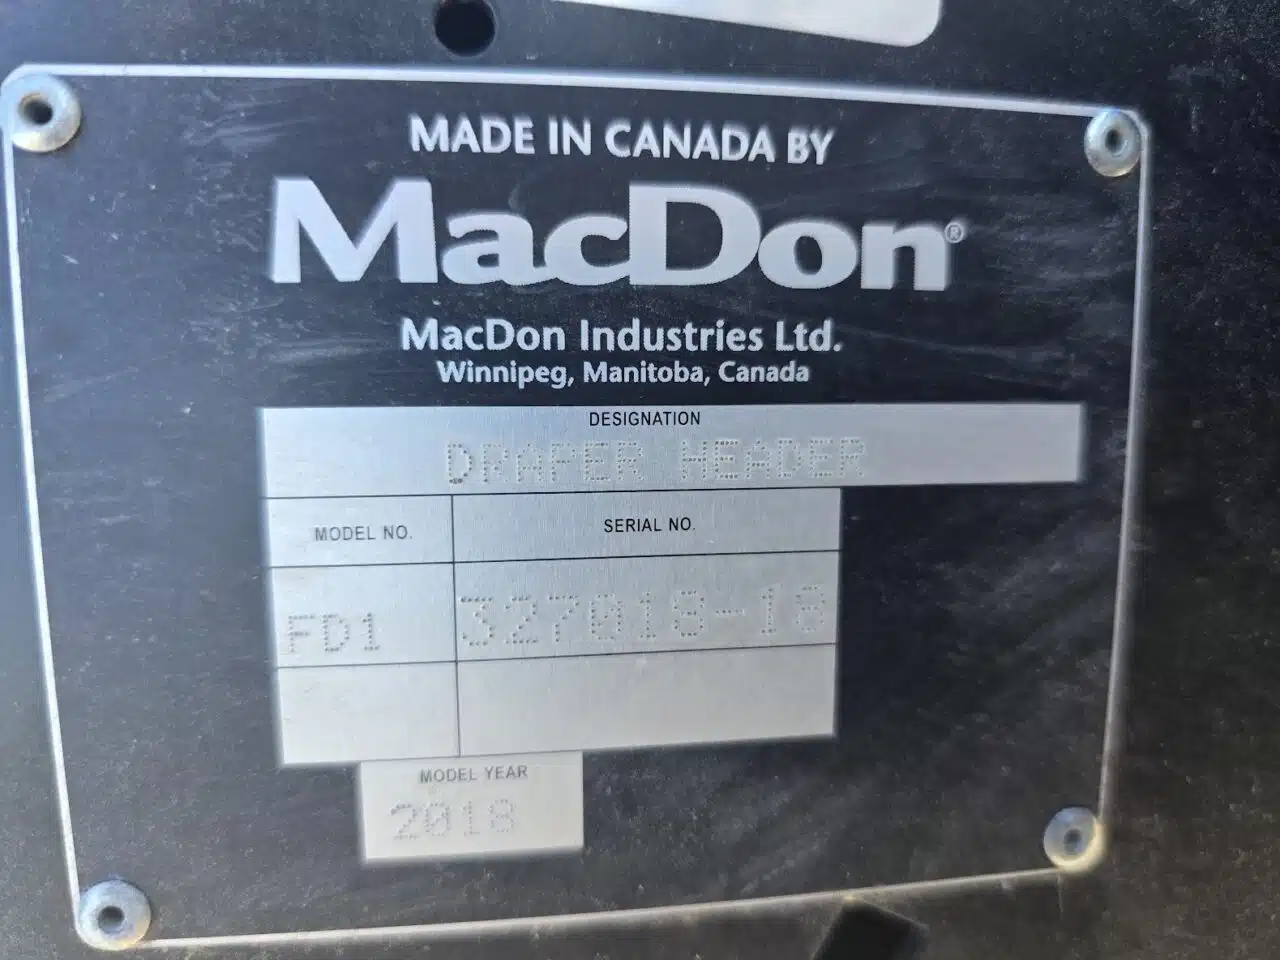 MADE IN CANADA BY
MacDon®
MacDon Industries Ltd.
Winnipeg, Manitoba, Canada
DESIGNATION
DRAPER HEADER
MODEL NO. SERIAL NO.
FD1 327018-18
MODEL YEAR
2018